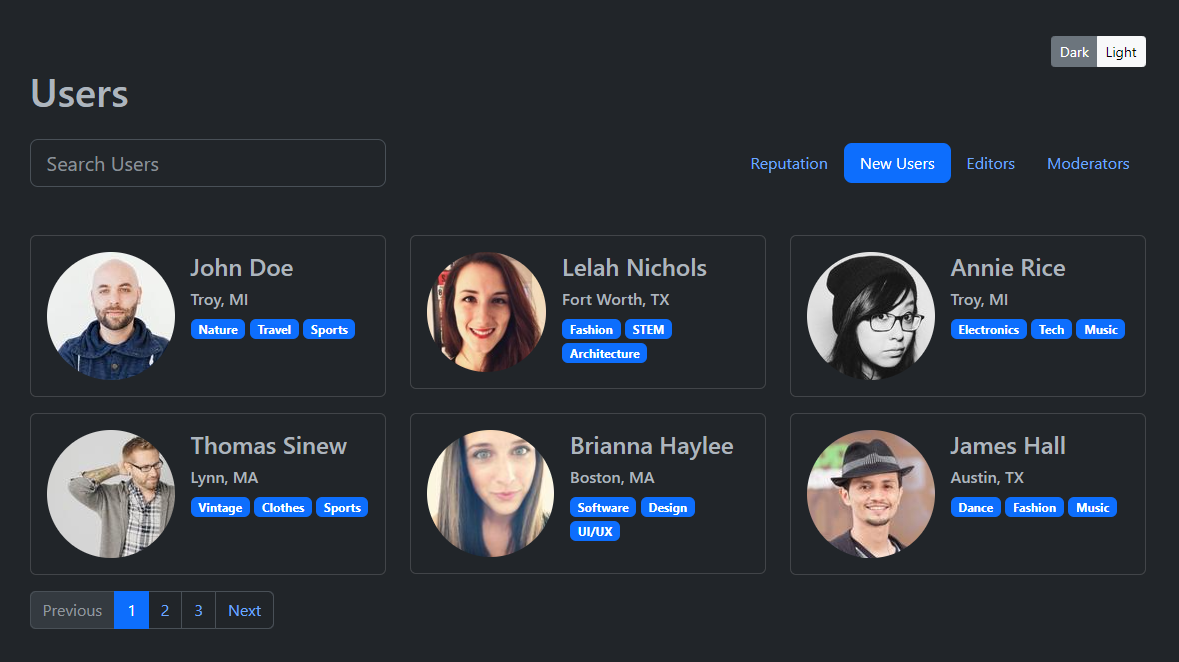 Dark Light
Users
Search Users
Reputation New Users Editors Moderators
John Doe
Troy, MI
Nature Travel Sports
Lelah Nichols
Fort Worth, TX
Fashion STEM
Architecture
Annie Rice
Troy, MI
Electronics Tech Music
Thomas Sinew
Lynn, MA
Vintage Clothes Sports
Brianna Haylee
Boston, MA
Software Design
UI/UX
James Hall
Austin, TX
Dance Fashion Music
Previous 1 2 3 Next